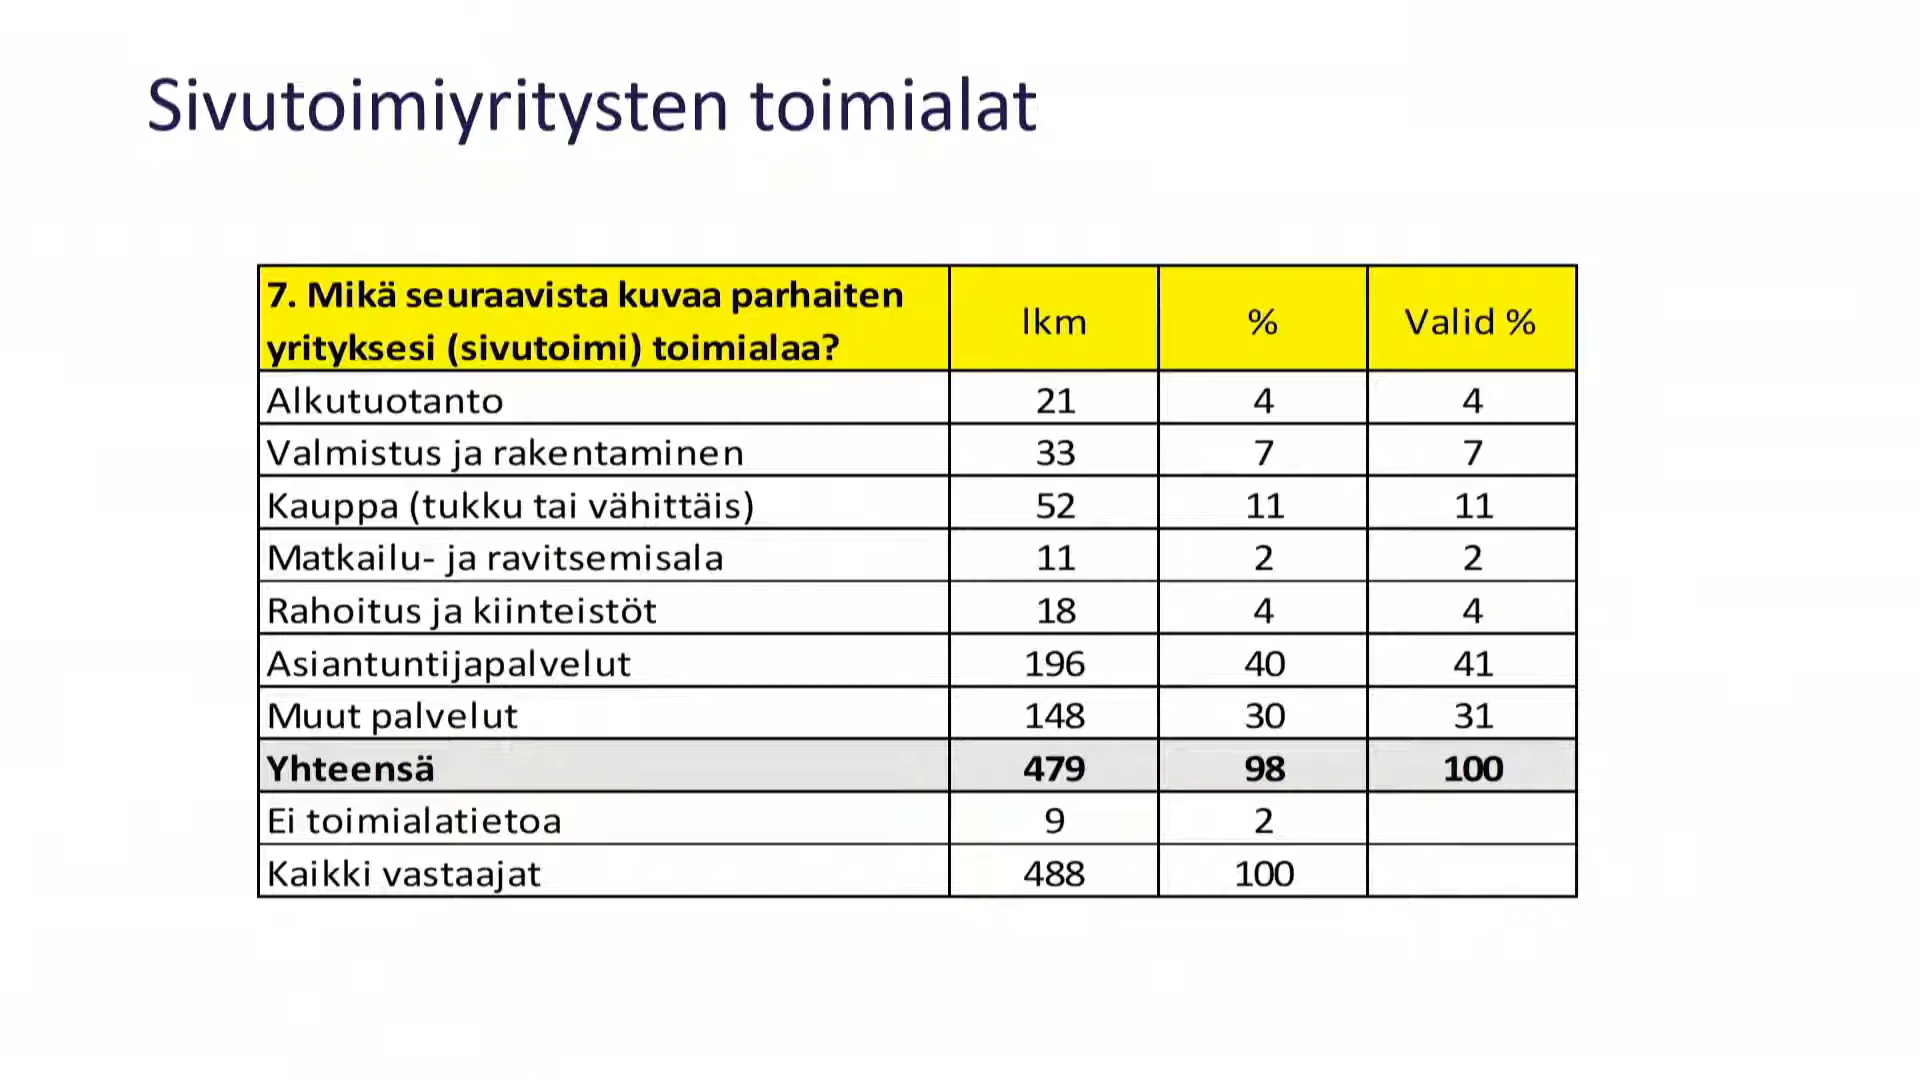 Sivutoimiyritysten toimialat
7. Mikä seuraavista kuvaa parhaiten
yrityksesi (sivutoimi) toimialaa?
lkm % Valid %
Alkutuotanto 21 4 4
Valmistus ja rakentaminen 33 7 7
Kauppa (tukku tai vähittäis) 52 11 11
Matkailu- ja ravitsemisala 11 2 2
Rahoitus ja kiinteistöt 18 4 4
Asiantuntijapalvelut 196 40 41
Muut palvelut 148 30 31
Yhteensä 479 98 100
Ei toimialatietoa 9 2
Kaikki vastaajat 488 100